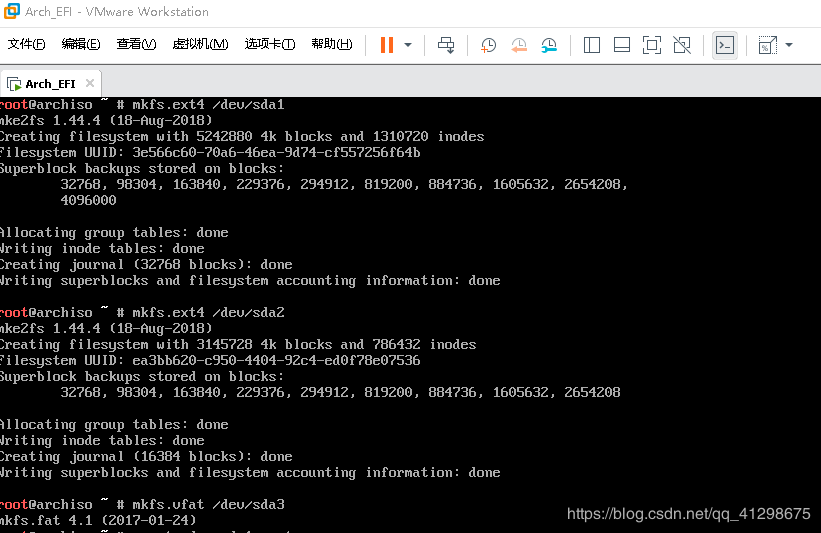 Arch_EFI - VMware Workstation
文件(F) 编辑(E) 查看(V) 虚拟机(M) 选项卡(T) 帮助(H)
Arch_EFI
root@archiso ~ # mkfs.ext4 /dev/sda1
mke2fs 1.44.4 (18-Aug-2018)
Creating filesystem with 5242880 4k blocks and 1310720 inodes
Filesystem UUID: 3e566c60-70a6-46ea-9d74-cf557256f64b
Superblock backups stored on blocks:
32768, 98304, 163840, 229376, 294912, 819200, 884736, 1605632, 2654208,
4096000
Allocating group tables: done
Writing inode tables: done
Creating journal (32768 blocks): done
Writing superblocks and filesystem accounting information: done
root@archiso ~ # mkfs.ext4 /dev/sda2
mke2fs 1.44.4 (18-Aug-2018)
Creating filesystem with 3145728 4k blocks and 786432 inodes
Filesystem UUID: ea3bb620-c950-4404-92c4-ed0f78e07536
Superblock backups stored on blocks:
32768, 98304, 163840, 229376, 294912, 819200, 884736, 1605632, 2654208
Allocating group tables: done
Writing inode tables: done
Creating journal (16384 blocks): done
Writing superblocks and filesystem accounting information: done
root@archiso ~ # mkfs.vfat /dev/sda3
mkfs.fat 4.1 (2017-01-24)
https://blog.csdn.net/qq_41298675